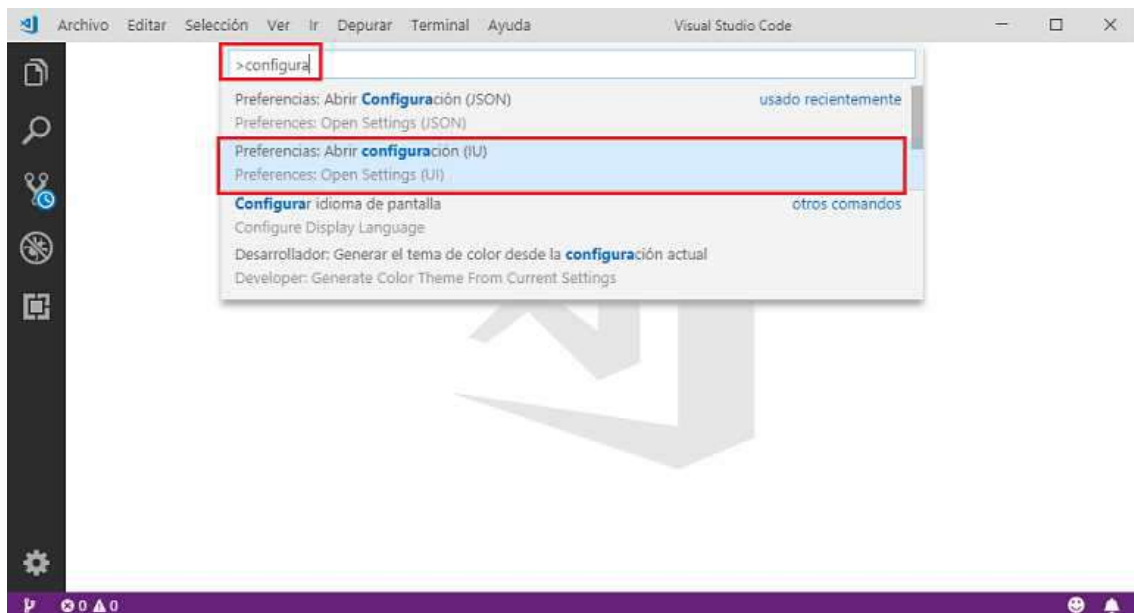 Archivo Editar Selección Ver Ir Depurar Terminal Ayuda Visual Studio Code
>configura
Preferencias: Abrir Configuración (JSON) usado recientemente
Preferences: Open Settings (JSON)
Preferencias: Abrir configuración (IU)
Preferences: Open Settings (UI)
Configurar idioma de pantalla otros comandos
Configure Display Language
Desarrollador: Generar el tema de color desde la configuración actual
Developer: Generate Color Theme From Current Settings
0 0